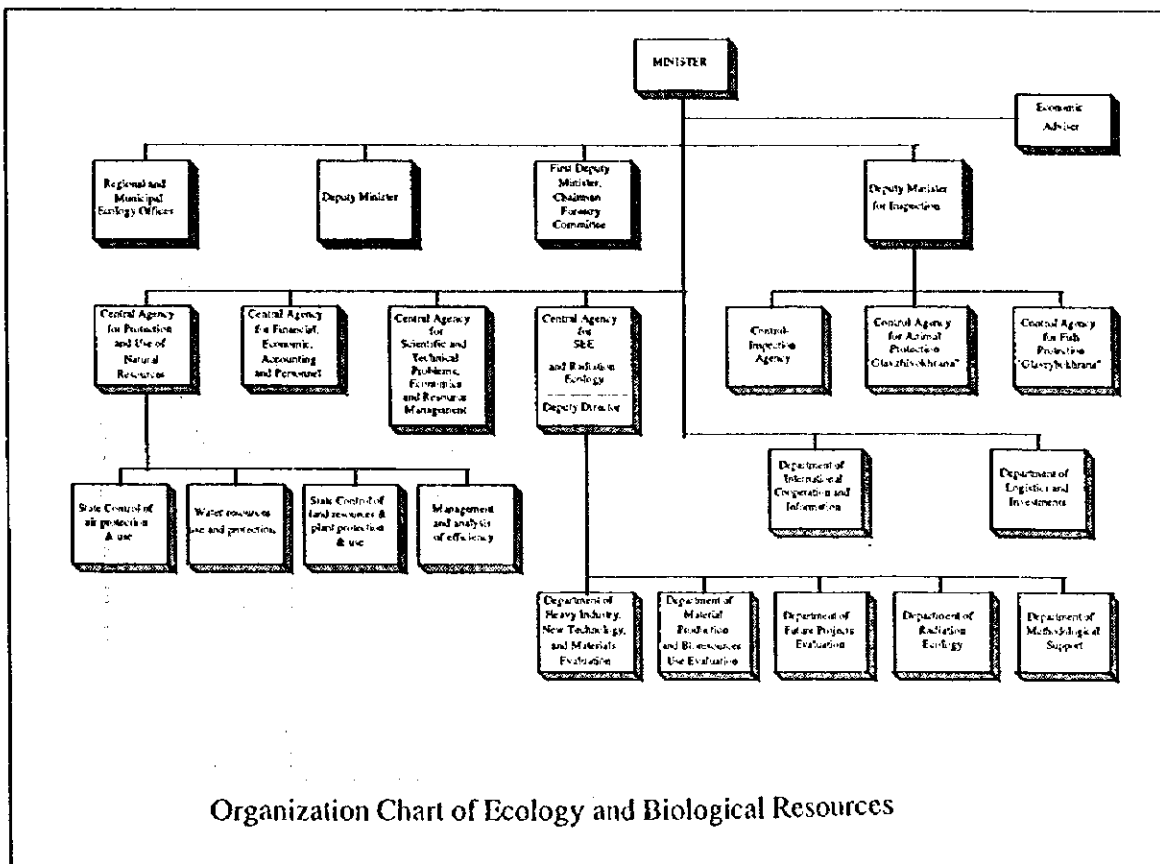 MINISTER
Economic
Adviser
Regional and
Municipal
Ecology Offices
Deputy Minister
First Deputy
Minister,
Chairman
Forestry
Committee
Deputy Minister
for Inspection
Central Agency
for Protection
and Use of
Natural
Resources
Central Agency
for Financial,
Economic,
Accounting
and Personnel
Central Agency
for
Scientific and
Technical
Problems,
Economics
and Resource
Management
Central Agency
for
SEE
and Radiation
Ecology
Deputy Director
Control-
Inspection
Agency
Central Agency
for Animal
Protection
"Glavzhivokhrana"
Central Agency
for Fish
Protection
"Glavrybokhrana"
Department of
International
Cooperation and
Information
Department of
Logistics and
Investments
State Control of
air protection
& use
Water resources
use and protection
State Control of
land resources &
plant protection
& use
Management
and analysis
of efficiency
Department of
Heavy Industry,
New Technology,
and Materials
Evaluation
Department of
Material
Production
and Bioresources
Use Evaluation
Department of
Future Projects
Evaluation
Department of
Radiation
Ecology
Department of
Methodological
Support
Organization Chart of Ecology and Biological Resources